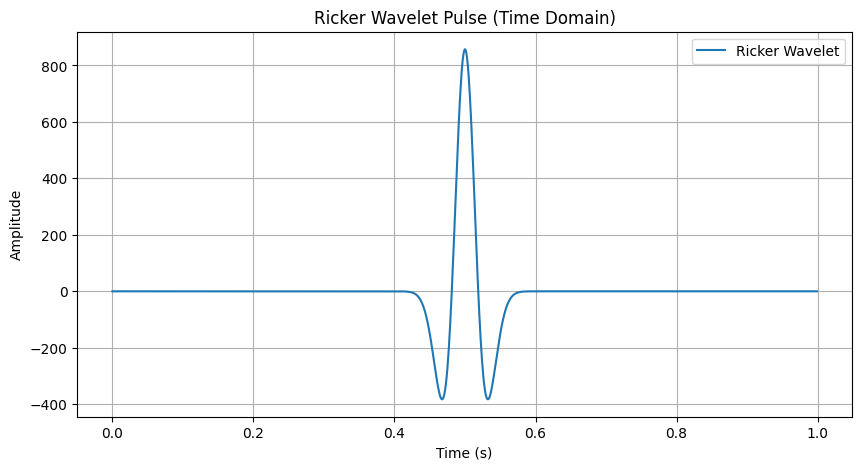 Ricker Wavelet Pulse (Time Domain)
Ricker Wavelet
800
600
400
200
0
−200
−400
Amplitude
0.0 0.2 0.4 0.6 0.8 1.0
Time (s)